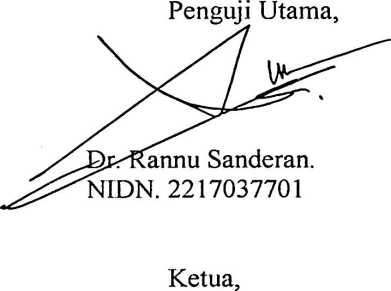 Penguji Utama,
Dr. Rannu Sanderan.
NIDN. 2217037701
Ketua,